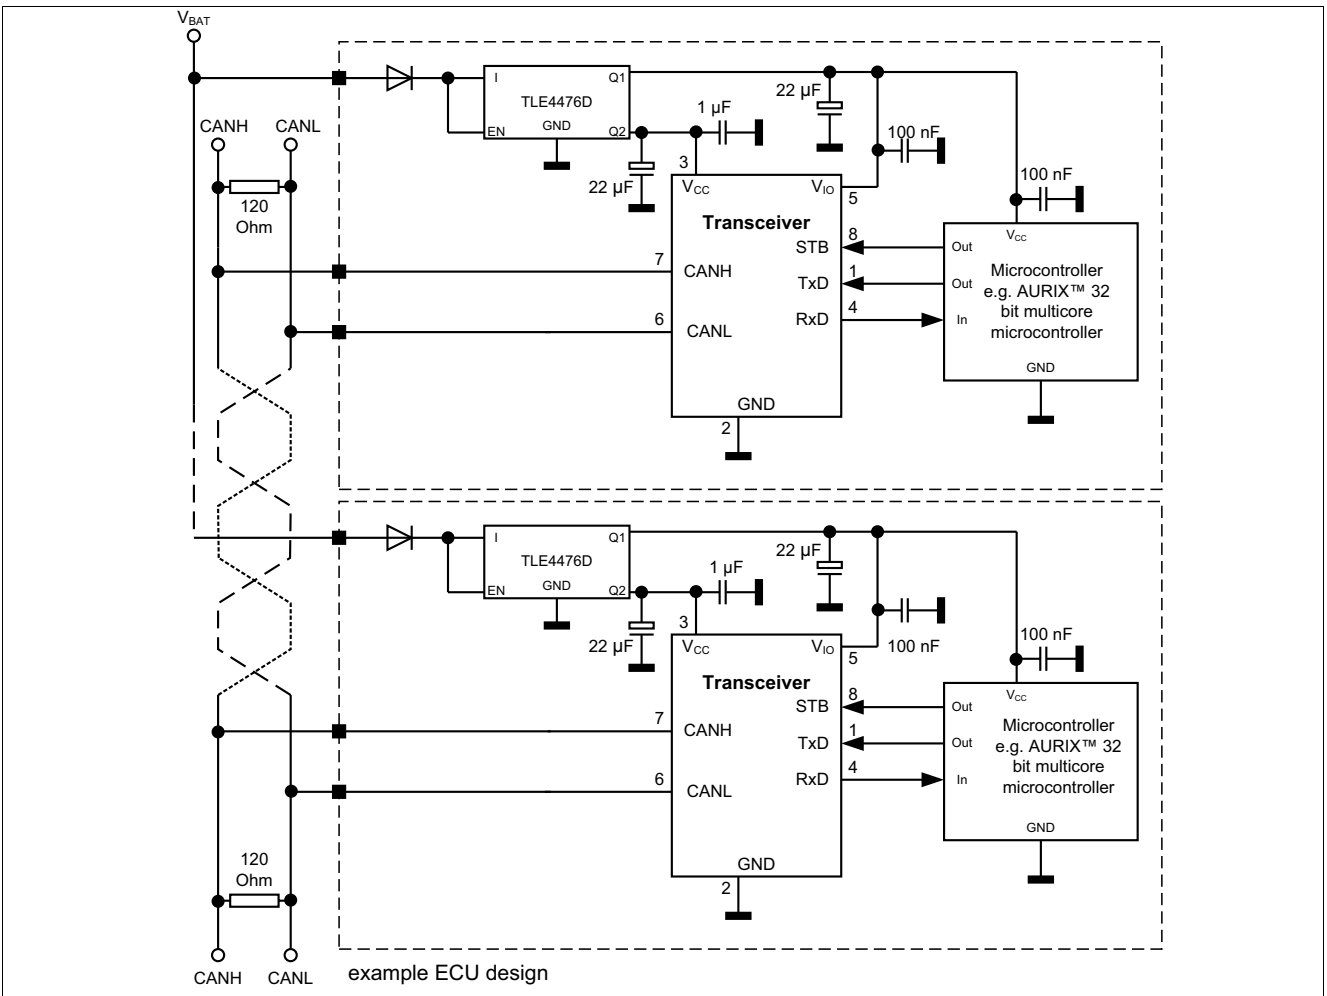 VBAT
CANH CANL
120
Ohm
I Q1
TLE4476D
EN GND Q2
22 µF
1 µF
22 µF
100 nF
100 nF
3
VCC VIO
5
Transceiver
STB 8
TxD 1
RxD 4
7 CANH
6 CANL
GND
2
VCC
Out
Out
In
Microcontroller
e.g. AURIX™ 32
bit multicore
microcontroller
GND
I Q1
TLE4476D
EN GND Q2
22 µF
1 µF
22 µF
100 nF
100 nF
3
VCC VIO
5
Transceiver
STB 8
TxD 1
RxD 4
7 CANH
6 CANL
GND
2
VCC
Out
Out
In
Microcontroller
e.g. AURIX™ 32
bit multicore
microcontroller
GND
120
Ohm
CANH CANL
example ECU design